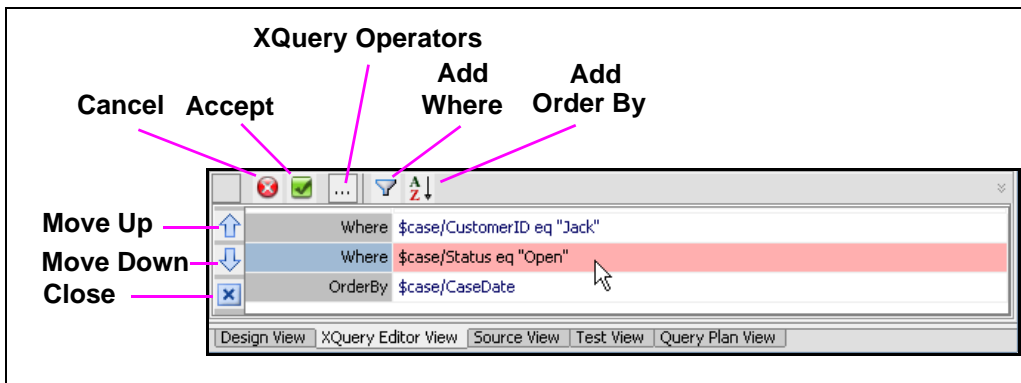 XQuery Operators
Add
Where
Add
Order By
Cancel
Accept
...
A
Z
Move Up
Where $case/CustomerID eq "Jack"
Move Down
Where $case/Status eq "Open"
Close
OrderBy $case/CaseDate
Design View XQuery Editor View Source View Test View Query Plan View